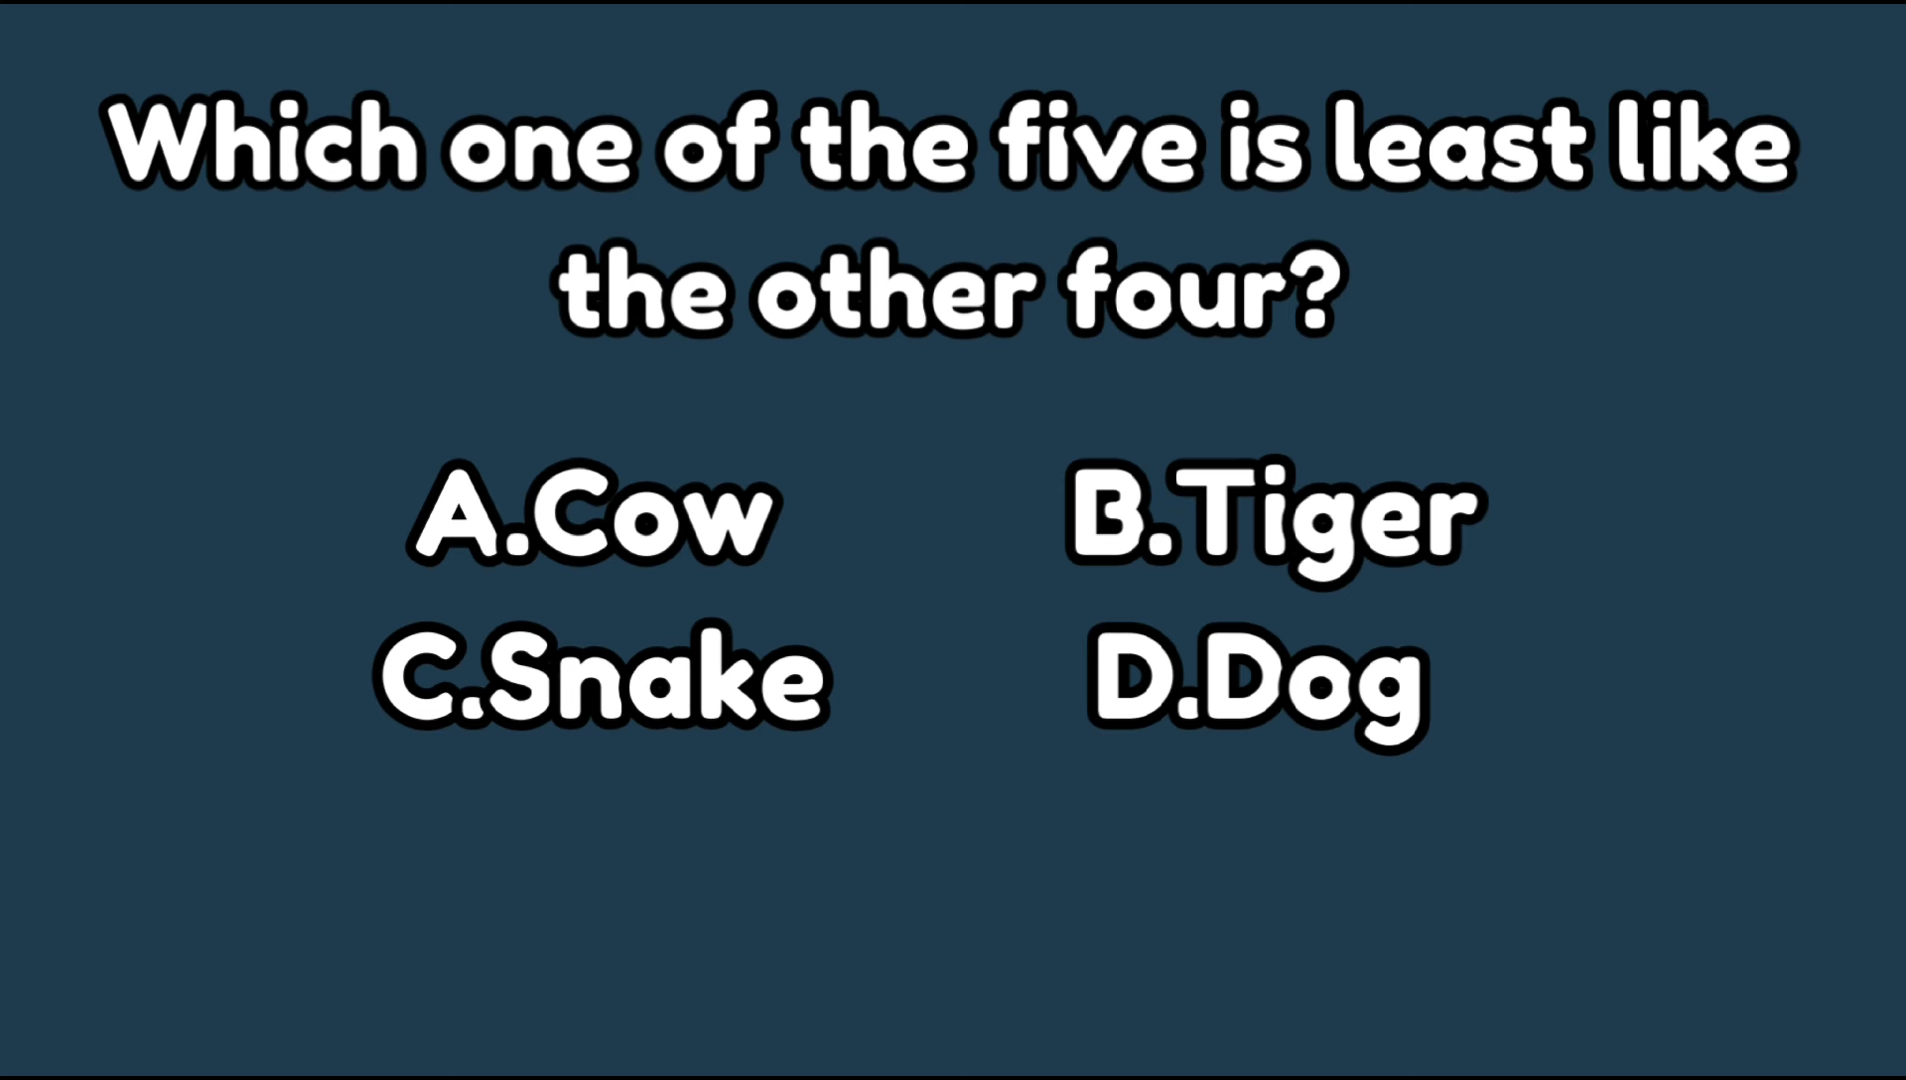 Which one of the five is least like
the other four?
A.Cow B.Tiger
C.Snake D.Dog